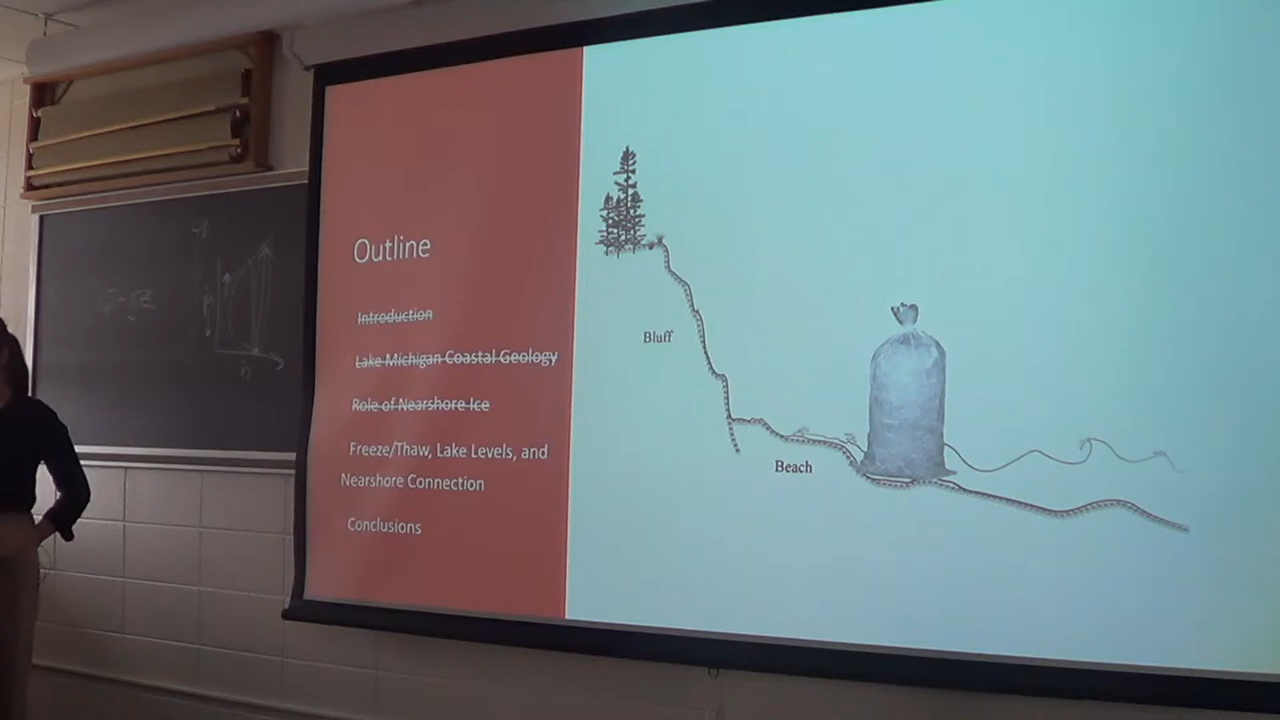 Outline
Introduction
Lake Michigan Coastal Geology
Role of Nearshore Ice
Freeze/Thaw, Lake Levels, and
Nearshore Connection
Conclusions
Bluff
Beach